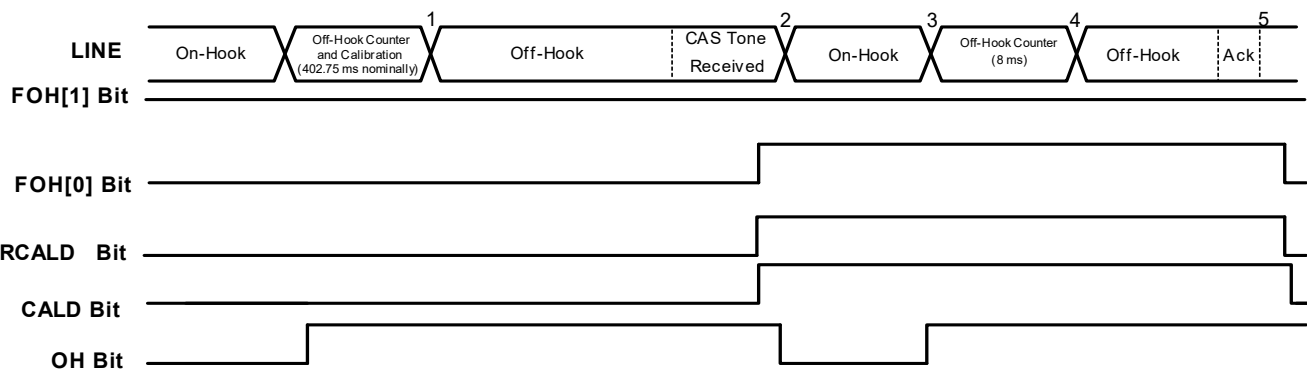 1 2 3 4 5
LINE
On-Hook
Off-Hook Counter
and Calibration
(402.75 ms nominally)
Off-Hook
CAS Tone
Received
On-Hook
Off-Hook Counter
(8 ms)
Off-Hook
Ack
FOH[1] Bit
FOH[0] Bit
RCALD Bit
CALD Bit
OH Bit